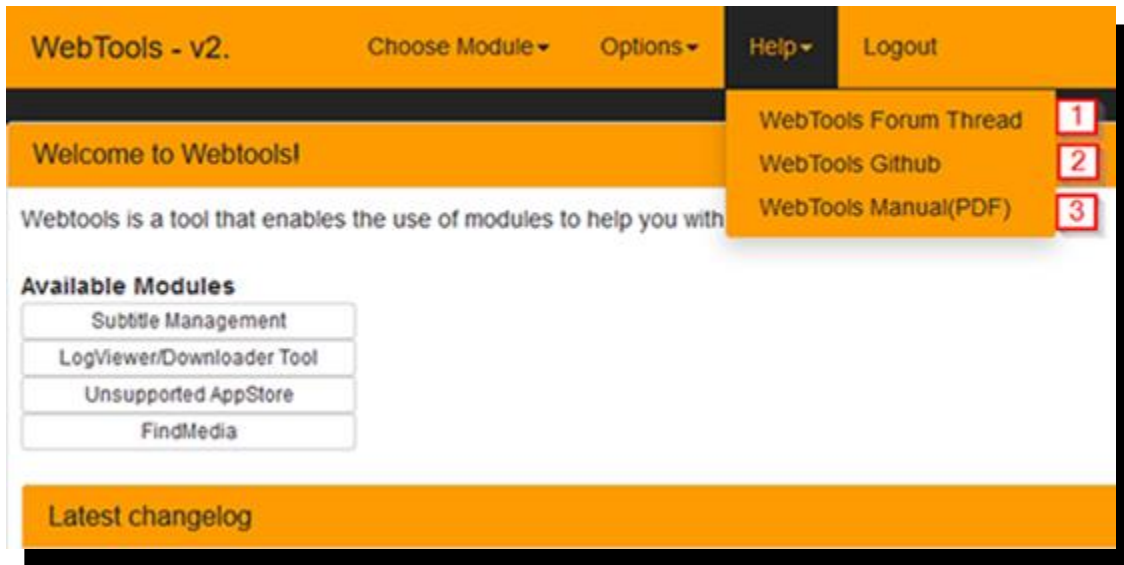 WebTools - v2. Choose Module Options Help Logout
WebTools Forum Thread 1
WebTools Github 2
WebTools Manual(PDF) 3
Welcome to Webtools!
Webtools is a tool that enables the use of modules to help you with
Available Modules
Subtitle Management
LogViewer/Downloader Tool
Unsupported AppStore
FindMedia
Latest changelog